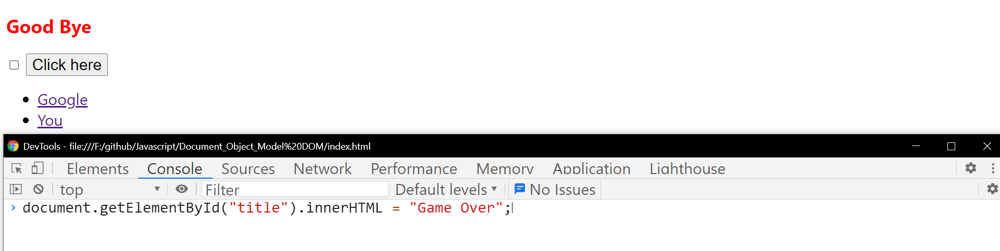 Good Bye
Click here
Google
You
DevTools - file:///F:/github/Javascript/Document_Object_Model%20DOM/index.html
Elements Console Sources Network Performance Memory Application Lighthouse
top Filter Default levels No Issues
document.getElementById("title").innerHTML = "Game Over";